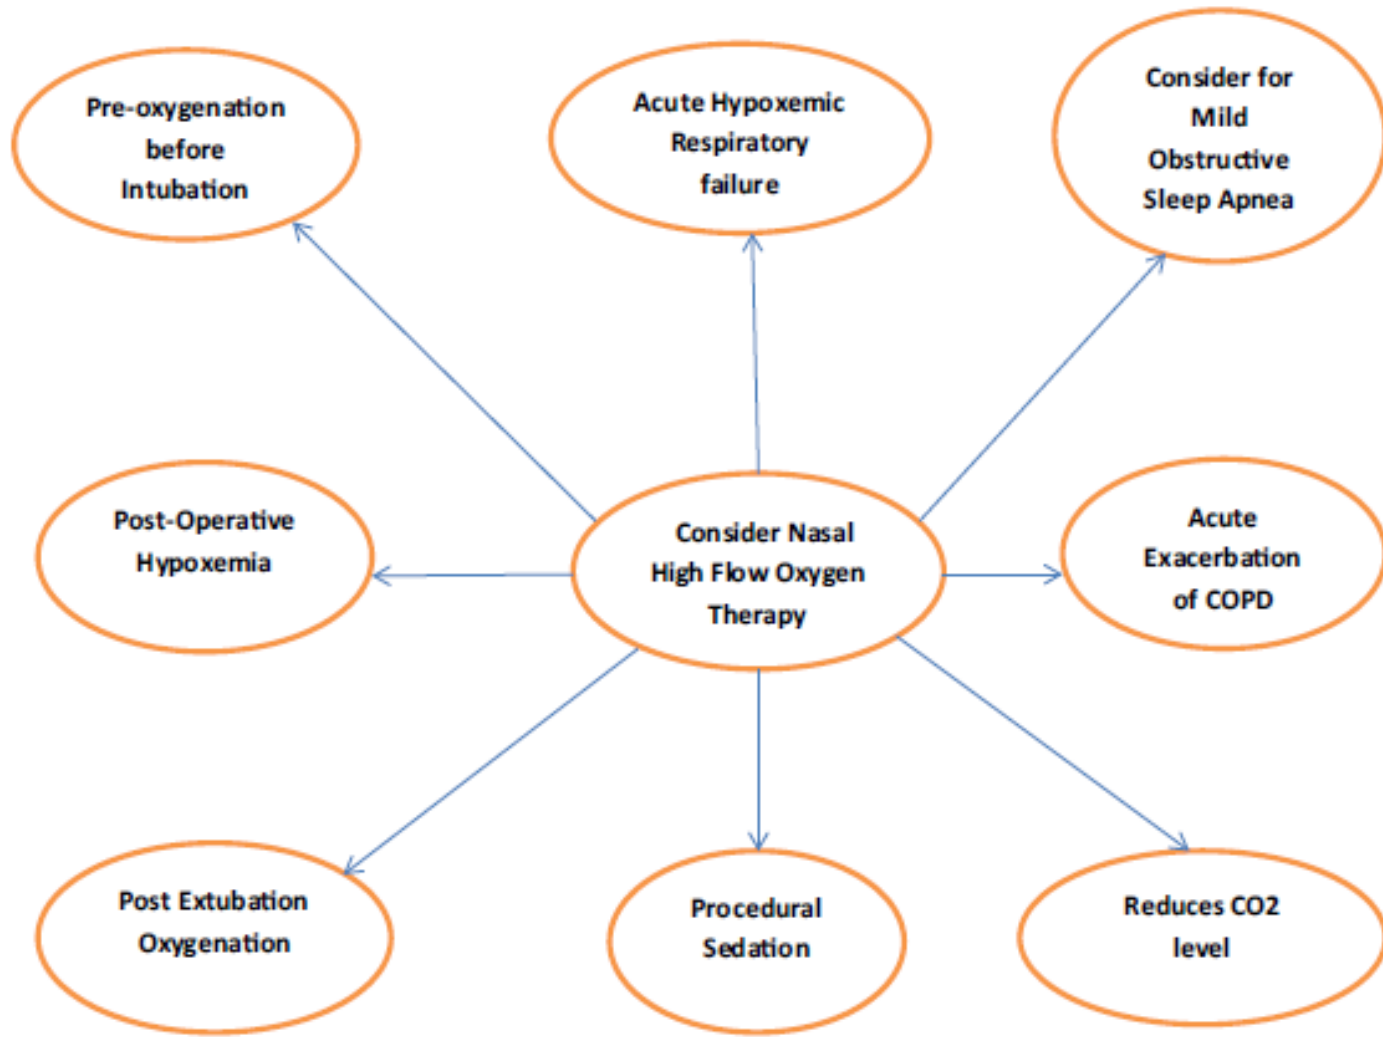 Pre-oxygenation
before
Intubation
Acute Hypoxemic
Respiratory
failure
Consider for
Mild
Obstructive
Sleep Apnea
Post-Operative
Hypoxemia
Consider Nasal
High Flow Oxygen
Therapy
Acute
Exacerbation
of COPD
Post Extubation
Oxygenation
Procedural
Sedation
Reduces CO2
level